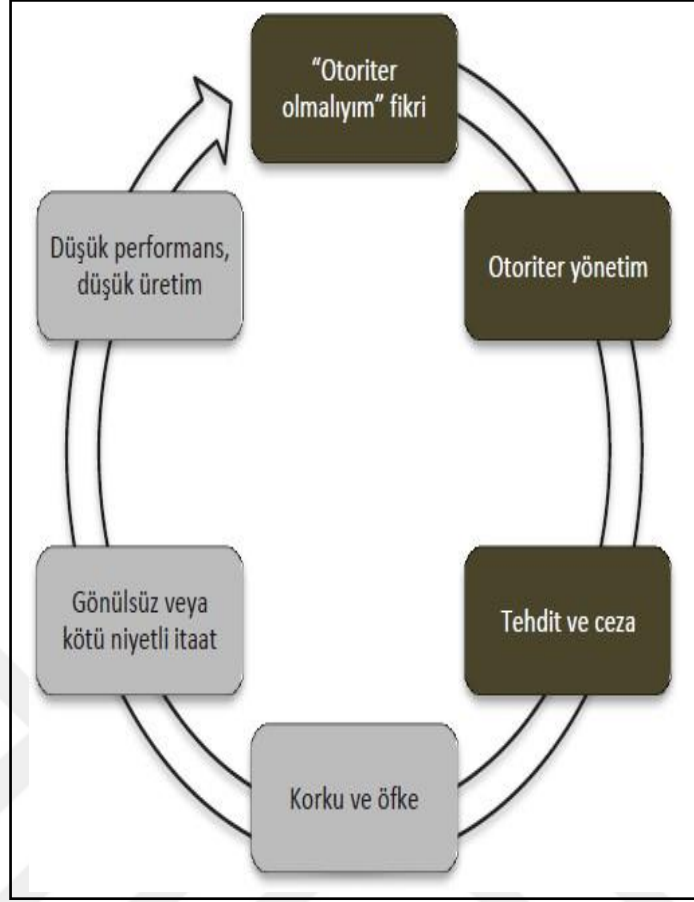 “Otoriter
olmalıyım” fikri
Otoriter yönetim
Tehdit ve ceza
Korku ve öfke
Gönülsüz veya
kötü niyetli itaat
Düşük performans,
düşük üretim